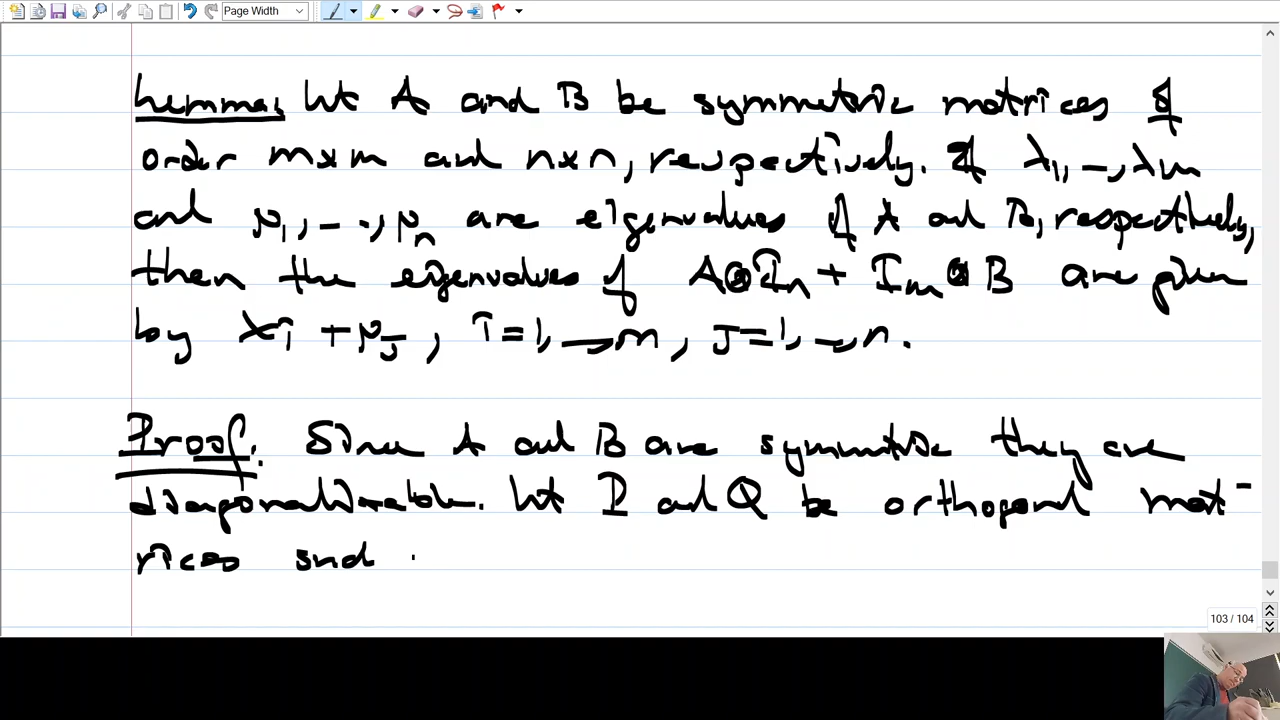 Page Width
Lemma: Let A and B be symmetric matrices of
order m×m and n×n, respectively. If λ₁, –, λm
and μ₁, – ., μn are eigenvalues of A and B, respectively,
then the eigenvalues of A⊗In + Im⊗B are given
by λi + μj, i=1, —m, j=1, –, n.
Proof. Since A and B are symmetric they are
diagonalizable. Let P and Q be orthogonal mat-
rices such
103 / 104